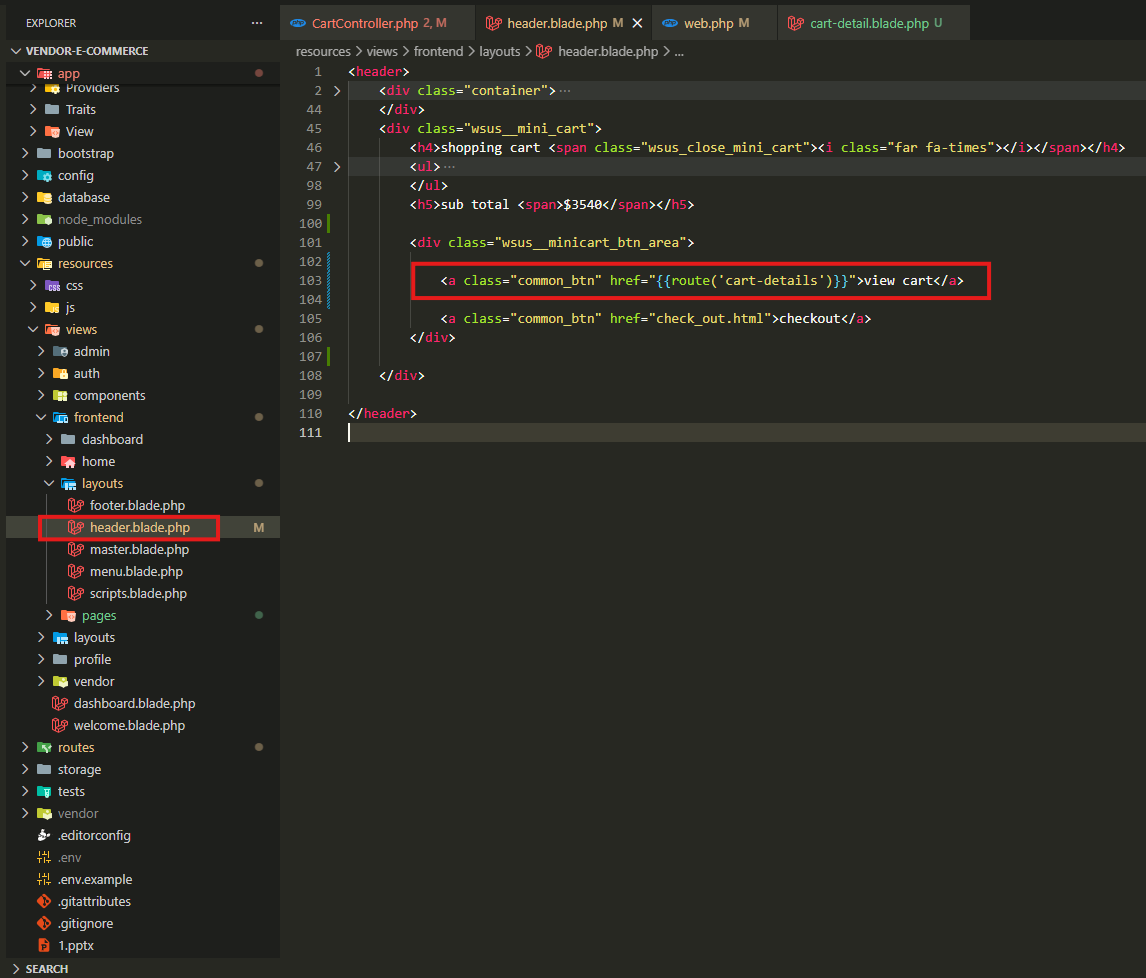 EXPLORER ...
VENDOR-E-COMMERCE
app
Providers
Traits
View
bootstrap
config
database
node_modules
public
resources
css
js
views
admin
auth
components
frontend
dashboard
home
layouts
footer.blade.php
header.blade.php M
master.blade.php
menu.blade.php
scripts.blade.php
pages
layouts
profile
vendor
dashboard.blade.php
welcome.blade.php
routes
storage
tests
vendor
.editorconfig
.env
.env.example
.gitattributes
.gitignore
1.pptx
SEARCH
CartController.php 2, M header.blade.php M web.php M cart-detail.blade.php U
resources > views > frontend > layouts > header.blade.php > ...
1 <header>
2 <div class="container"> ...
44 </div>
45 <div class="wsus__mini_cart">
46 <h4>shopping cart <span class="wsus_close_mini_cart"><i class="far fa-times"></i></span></h4>
47 <ul> ...
98 </ul>
99 <h5>sub total <span>$3540</span></h5>
100
101 <div class="wsus__minicart_btn_area">
102
103 <a class="common_btn" href="{{route('cart-details')}}">view cart</a>
104
105 <a class="common_btn" href="check_out.html">checkout</a>
106 </div>
107
108 </div>
109
110 </header>
111